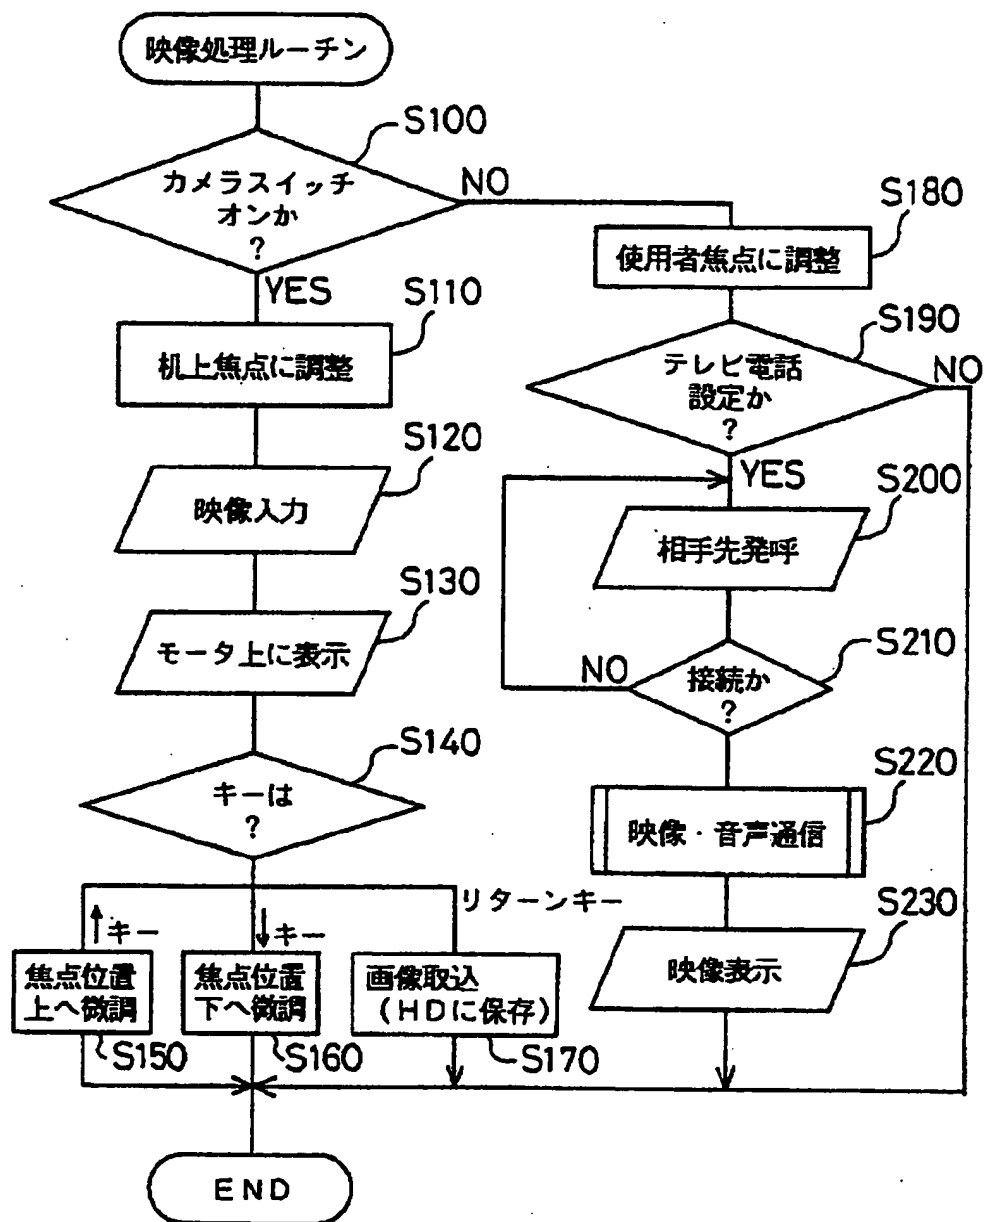 映像処理ルーチン
S100
カメラスイッチ
オンか
?
NO
YES
S110
机上焦点に調整
S120
映像入力
S130
モータ上に表示
S140
キーは
?
↑キー
↓キー
リターンキー
焦点位置
上へ微調
S150
焦点位置
下へ微調
S160
画像取込
(HDに保存)
S170
S180
使用者焦点に調整
S190
テレビ電話
設定か
?
NO
YES
S200
相手先発呼
S210
接続か
?
NO
S220
映像・音声通信
S230
映像表示
END